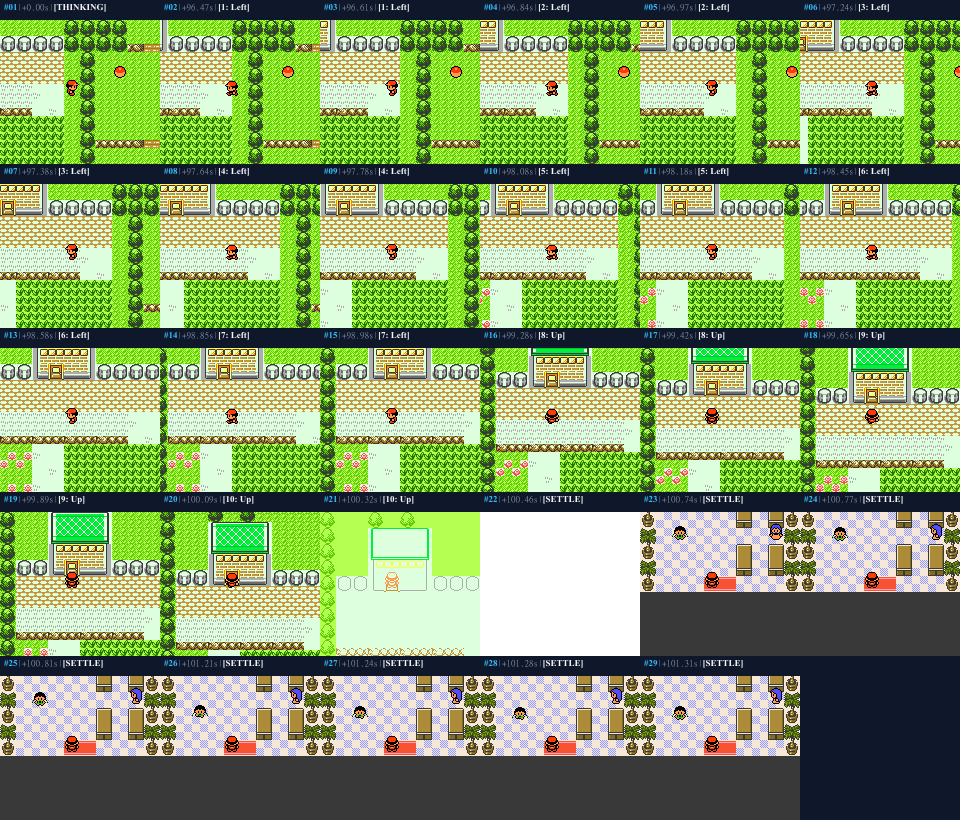 #01|+0.00s|[THINKING]
#02|+96.47s|[1: Left]
#03|+96.61s|[1: Left]
#04|+96.84s|[2: Left]
#05|+96.97s|[2: Left]
#06|+97.24s|[3: Left]
#07|+97.38s|[3: Left]
#08|+97.64s|[4: Left]
#09|+97.78s|[4: Left]
#10|+98.08s|[5: Left]
#11|+98.18s|[5: Left]
#12|+98.45s|[6: Left]
#13|+98.58s|[6: Left]
#14|+98.85s|[7: Left]
#15|+98.98s|[7: Left]
#16|+99.28s|[8: Up]
#17|+99.42s|[8: Up]
#18|+99.65s|[9: Up]
#19|+99.89s|[9: Up]
#20|+100.09s|[10: Up]
#21|+100.32s|[10: Up]
#22|+100.46s|[SETTLE]
#23|+100.74s|[SETTLE]
#24|+100.77s|[SETTLE]
#25|+100.81s|[SETTLE]
#26|+101.21s|[SETTLE]
#27|+101.24s|[SETTLE]
#28|+101.28s|[SETTLE]
#29|+101.31s|[SETTLE]